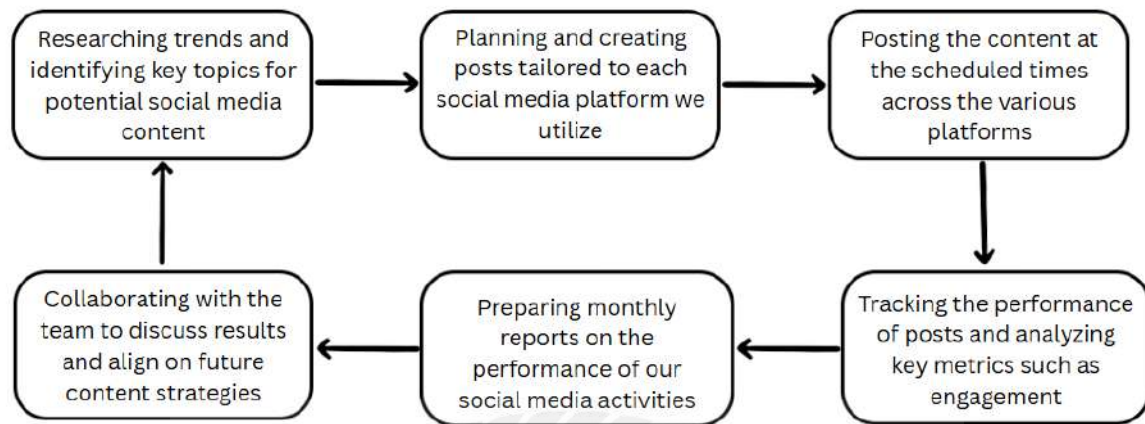 Researching trends and
identifying key topics for
potential social media
content
Planning and creating
posts tailored to each
social media platform we
utilize
Posting the content at
the scheduled times
across the various
platforms
Tracking the performance
of posts and analyzing
key metrics such as
engagement
Preparing monthly
reports on the
performance of our
social media activities
Collaborating with the
team to discuss results
and align on future
content strategies